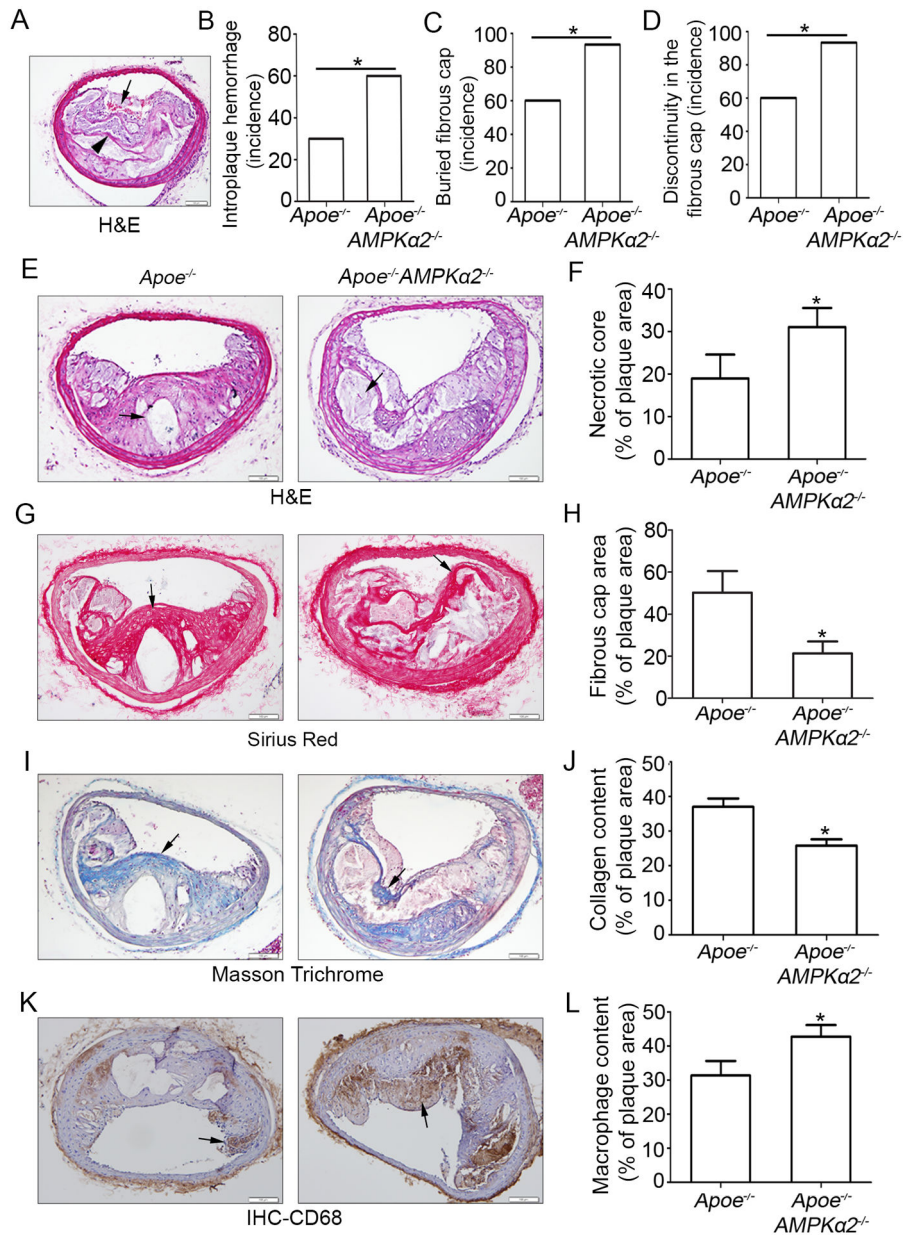 A
H&E
B
Introplaque hemorrhage
(incidence)
80
60
40
20
0
*
Apoe-/-
Apoe-/-
AMPKα2-/-
C
Buried fibrous cap
(incidence)
100
80
60
40
20
0
*
Apoe-/-
Apoe-/-
AMPKα2-/-
D
Discontinuity in the
fibrous cap (incidence)
100
80
60
40
20
0
*
Apoe-/-
Apoe-/-
AMPKα2-/-
E
Apoe-/-
Apoe-/-AMPKα2-/-
H&E
F
Necrotic core
(% of plaque area)
40
30
20
10
0
*
Apoe-/-
Apoe-/-
AMPKα2-/-
G
Sirius Red
H
Fibrous cap area
(% of plaque area)
80
60
40
20
0
*
Apoe-/-
Apoe-/-
AMPKα2-/-
I
Masson Trichrome
J
Collagen content
(% of plaque area)
50
40
30
20
10
0
*
Apoe-/-
Apoe-/-
AMPKα2-/-
K
IHC-CD68
L
Macrophage content
(% of plaque area)
50
40
30
20
10
0
*
Apoe-/-
Apoe-/-
AMPKα2-/-